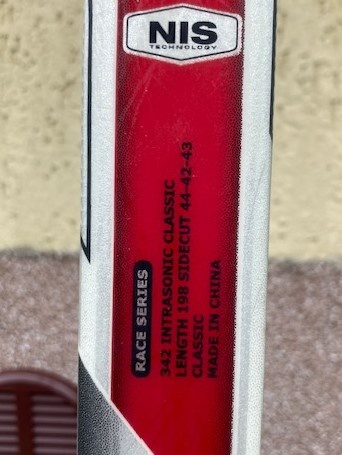 NIS
TECHNOLOGY
RACE SERIES
342 INTRASONIC CLASSIC
LENGTH 198 SIDECUT 44-42-43
CLASSIC
MADE IN CHINA